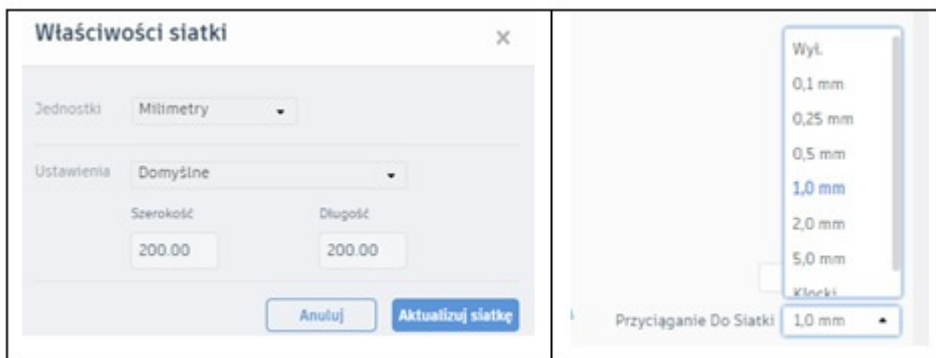 Właściwości siatki ×
Jednostki Milimetry
Ustawienia Domyślne
Szerokość Długość
200.00 200.00
Anuluj Aktualizuj siatkę
Wył.
0,1 mm
0,25 mm
0,5 mm
1,0 mm
2,0 mm
5,0 mm
Klocki
Przyciąganie Do Siatki 1,0 mm